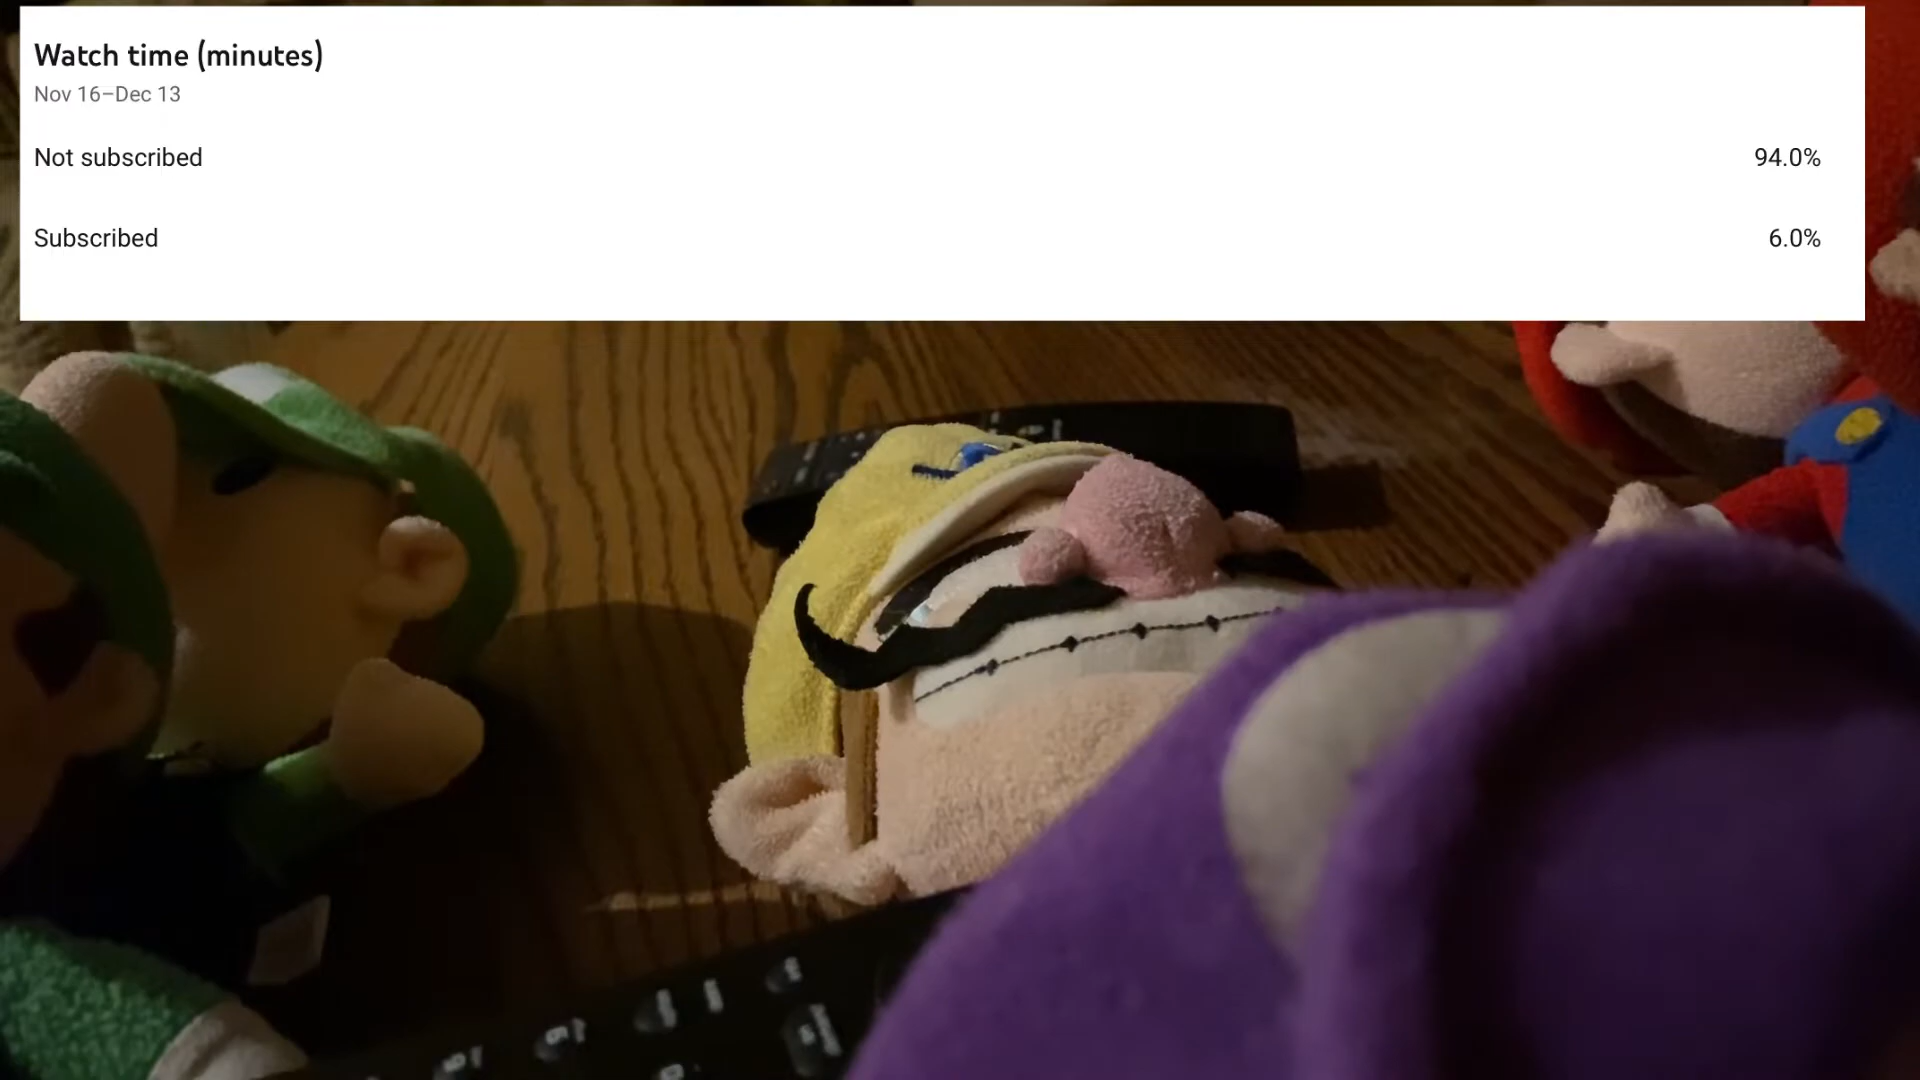 Watch time (minutes)
Nov 16–Dec 13
Not subscribed 94.0%
Subscribed 6.0%